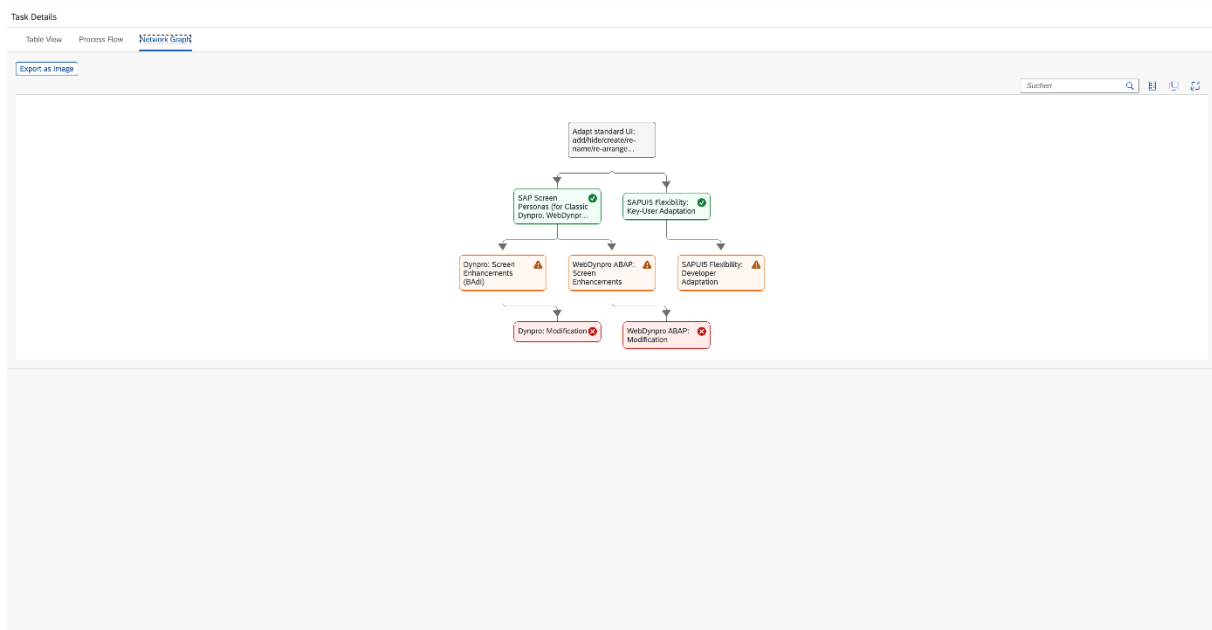 Task Details
Table View
Process Flow
Network Graph
Export as Image
Suchen
Adapt standard UI:
add/hide/create/re-
name/re-arrange...
SAP Screen
Personas (for Classic
Dynpro, WebDynpr...
SAPUI5 Flexibility:
Key-User Adaptation
Dynpro: Screen
Enhancements
(BAdI)
WebDynpro ABAP:
Screen
Enhancements
SAPUI5 Flexibility:
Developer
Adaptation
Dynpro: Modification
WebDynpro ABAP:
Modification